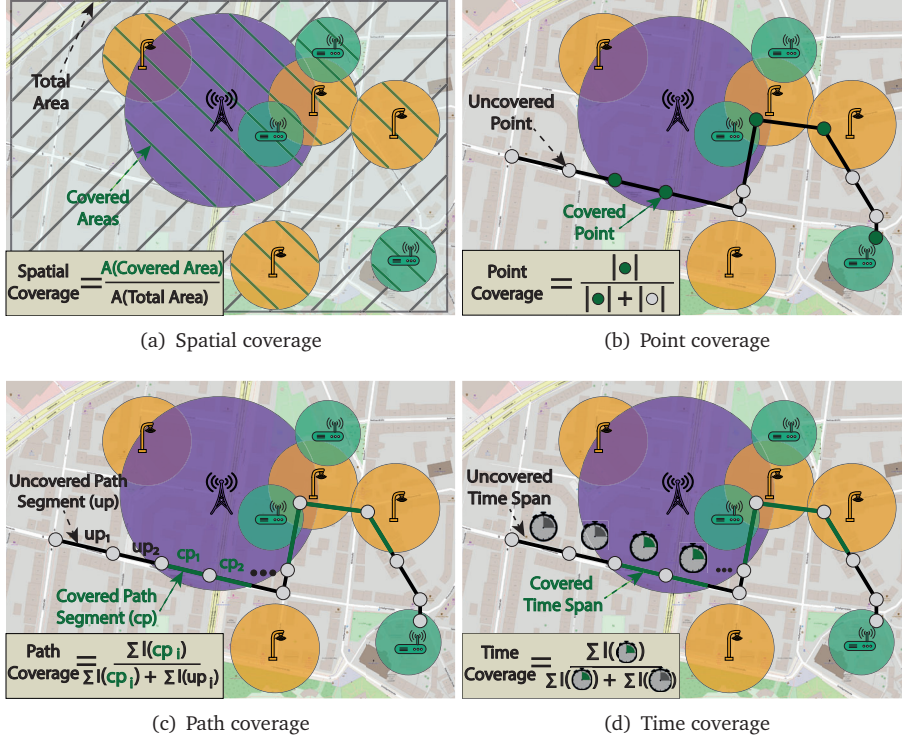 Total
Area
Covered
Areas
Spatial
Coverage
=
A(Covered Area)
A(Total Area)
(a) Spatial coverage
Uncovered
Point
Covered
Point
Point
Coverage
=
| |
| | + | |
(b) Point coverage
Uncovered Path
Segment (up)
up₁
up₂
cp₁
cp₂
...
Covered Path
Segment (cp)
Path
Coverage
=
Σ l(cp i)
Σ l(cp i) + Σ l(up i)
(c) Path coverage
Uncovered
Time Span
...
Covered
Time Span
Time
Coverage
=
Σ l( )
Σ l( ) + Σ l( )
(d) Time coverage